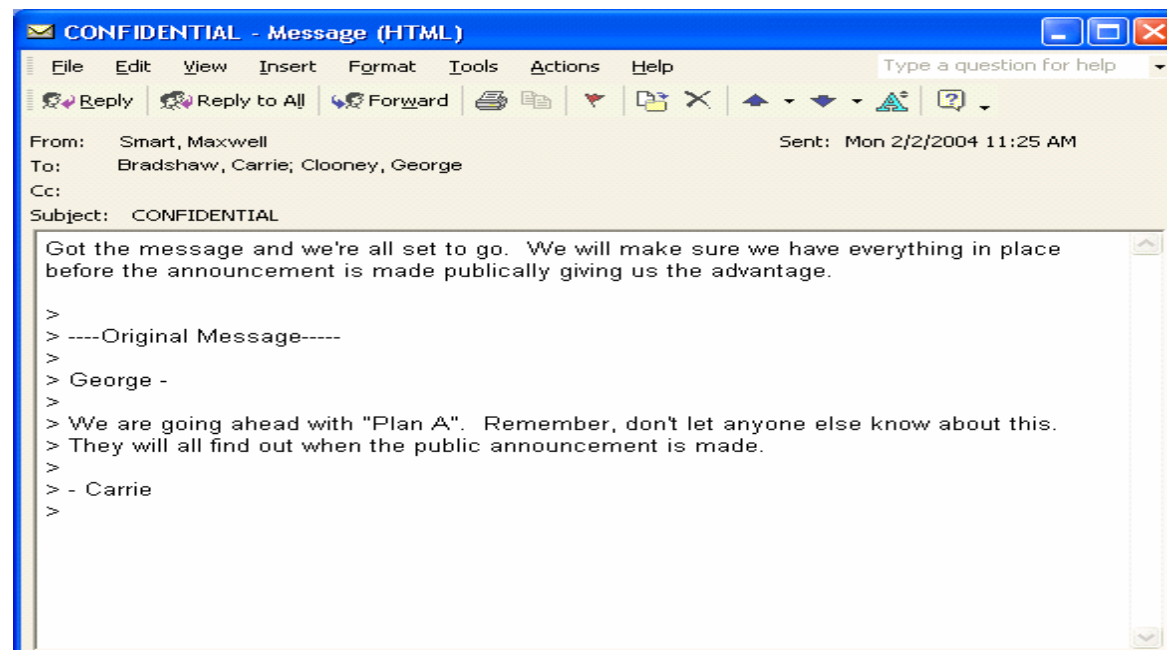 CONFIDENTIAL - Message (HTML)
File Edit View Insert Format Tools Actions Help Type a question for help
Reply Reply to All Forward
From: Smart, Maxwell Sent: Mon 2/2/2004 11:25 AM
To: Bradshaw, Carrie; Clooney, George
Cc:
Subject: CONFIDENTIAL
Got the message and we're all set to go. We will make sure we have everything in place
before the announcement is made publically giving us the advantage.
>
> ----Original Message-----
>
> George -
>
> We are going ahead with "Plan A". Remember, don't let anyone else know about this.
> They will all find out when the public announcement is made.
>
> - Carrie
>